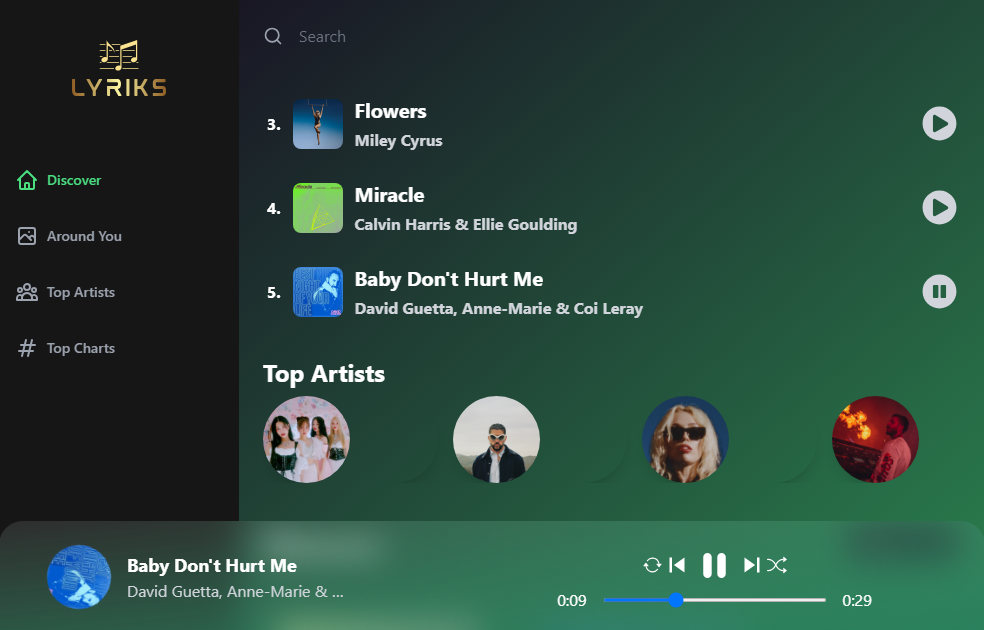 LYRIKS
Discover
Around You
Top Artists
Top Charts
Search
3.
Flowers
Miley Cyrus
4.
Miracle
Calvin Harris & Ellie Goulding
5.
Baby Don't Hurt Me
David Guetta, Anne-Marie & Coi Leray
Top Artists
Baby Don't Hurt Me
David Guetta, Anne-Marie & ...
0:09
0:29